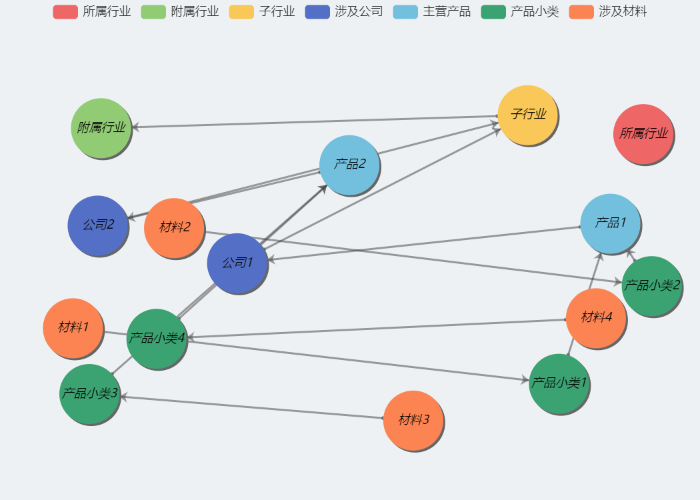 所属行业 附属行业 子行业 涉及公司 主营产品 产品小类 涉及材料
子行业
附属行业
所属行业
产品2
公司2
材料2
产品1
公司1
产品小类2
材料4
材料1
产品小类4
产品小类1
产品小类3
材料3